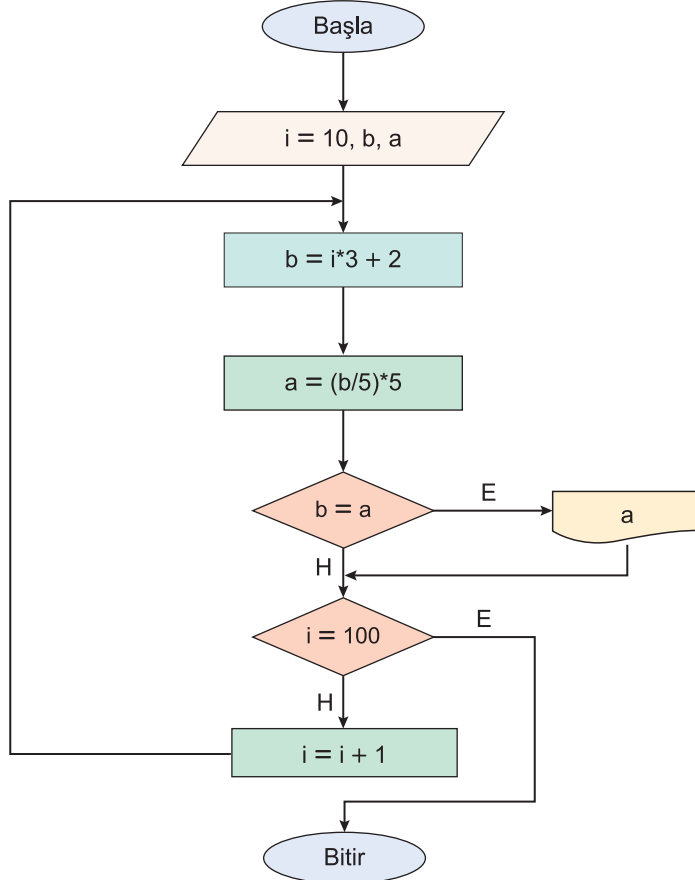 Başla
i = 10, b, a
b = i*3 + 2
a = (b/5)*5
b = a
E
a
H
i = 100
E
H
i = i + 1
Bitir